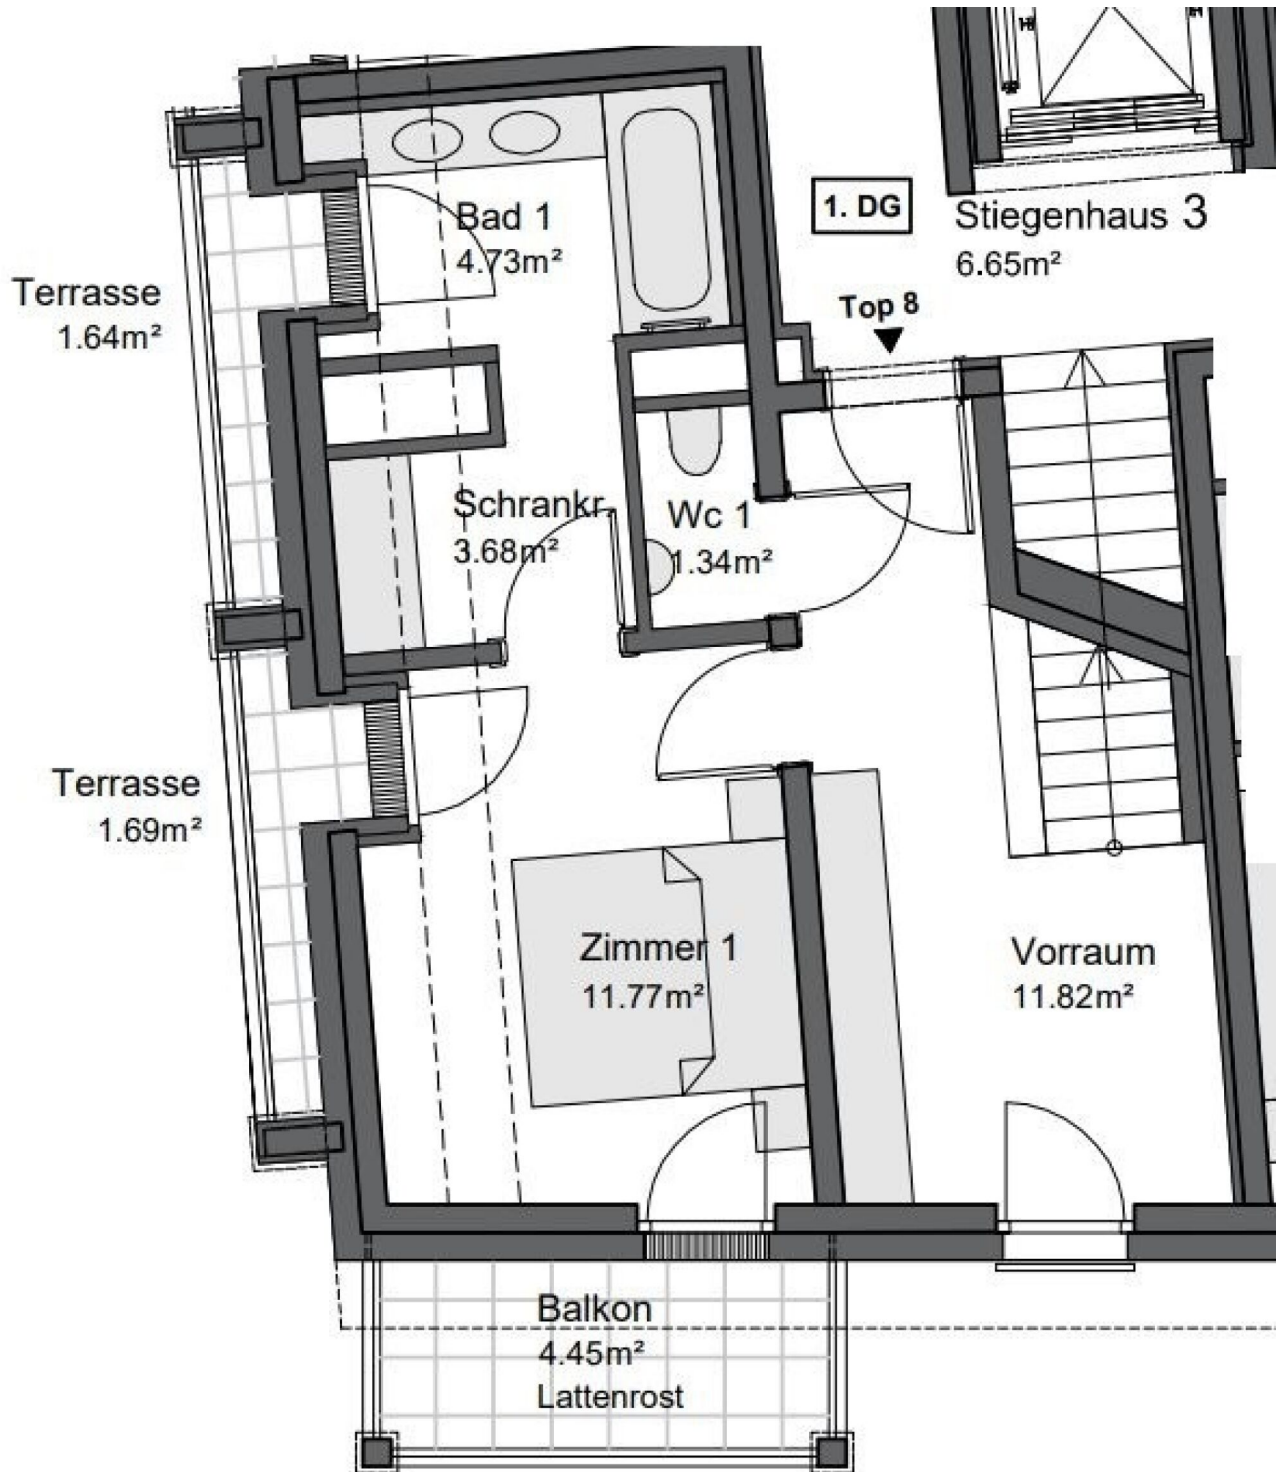 Bad 1
4.73m²
1. DG
Stiegenhaus 3
6.65m²
Terrasse
1.64m²
Top 8
Schrankr.
3.68m²
Wc 1
1.34m²
Terrasse
1.69m²
Zimmer 1
11.77m²
Vorraum
11.82m²
Balkon
4.45m²
Lattenrost